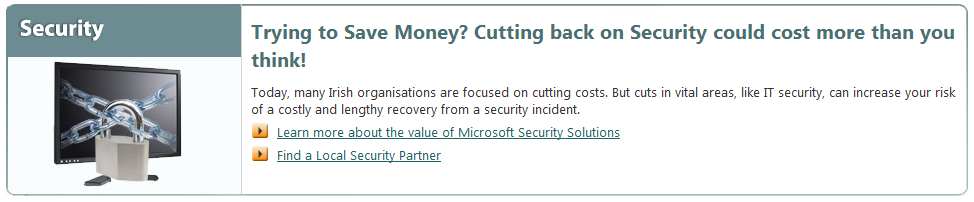 Security
Trying to Save Money? Cutting back on Security could cost more than you
think!
Today, many Irish organisations are focused on cutting costs. But cuts in vital areas, like IT security, can increase your risk
of a costly and lengthy recovery from a security incident.
Learn more about the value of Microsoft Security Solutions
Find a Local Security Partner